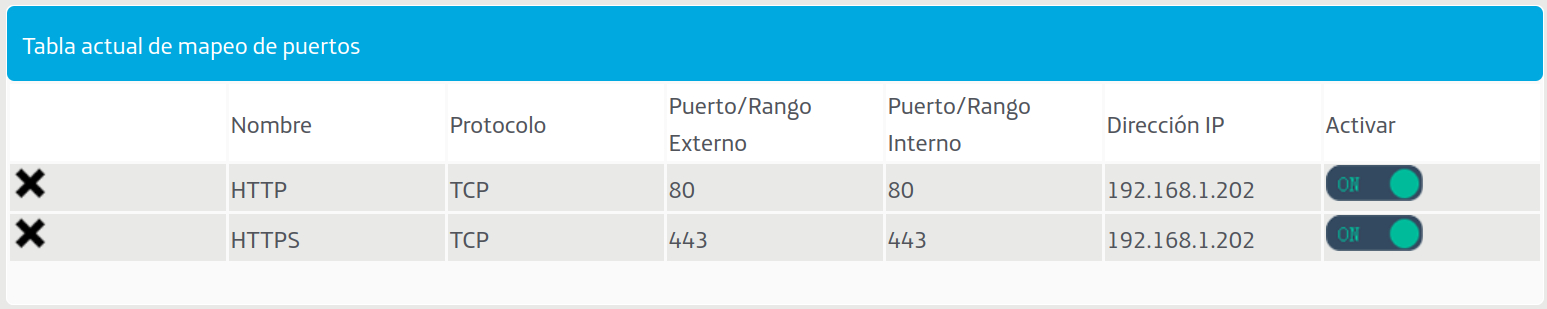 Tabla actual de mapeo de puertos
Nombre Protocolo Puerto/Rango Externo Puerto/Rango Interno Dirección IP Activar
HTTP TCP 80 80 192.168.1.202 ON
HTTPS TCP 443 443 192.168.1.202 ON